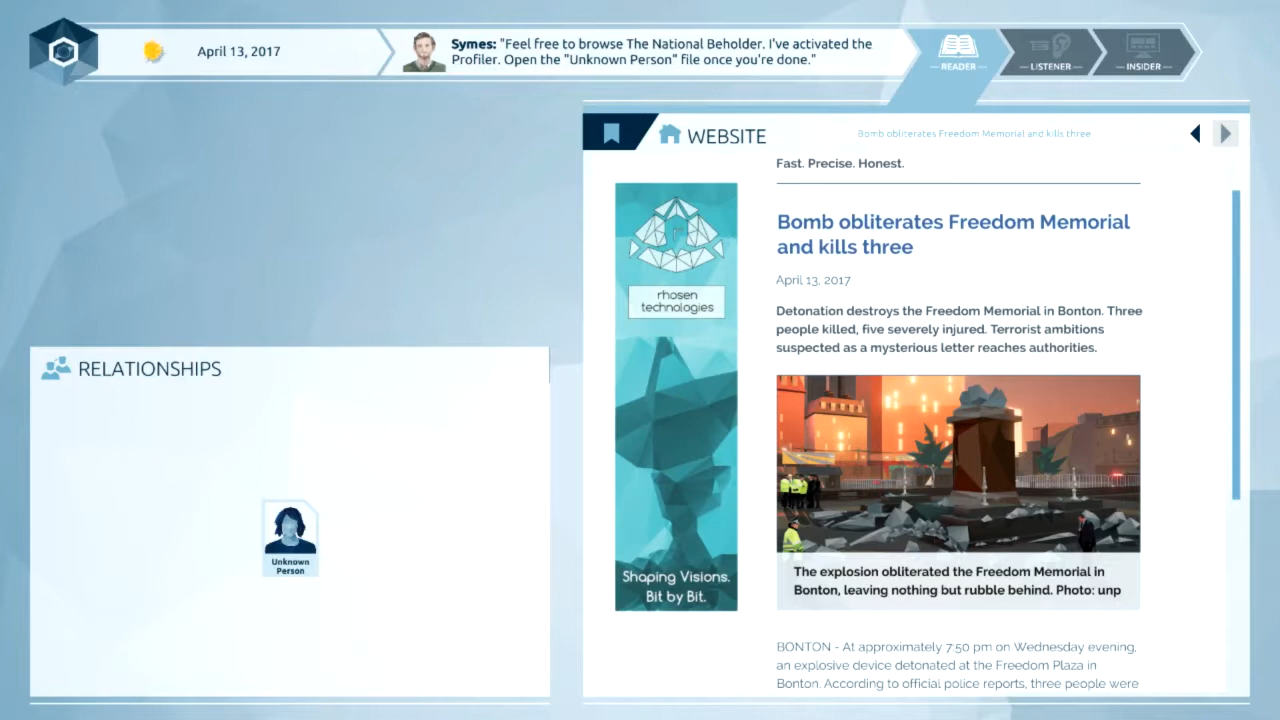 April 13, 2017
Symes: "Feel free to browse The National Beholder. I've activated the
Profiler. Open the "Unknown Person" file once you're done."
READER
LISTENER
INSIDER
WEBSITE
Bomb obliterates Freedom Memorial and kills three
Fast. Precise. Honest.
rhosen
technologies
Shaping Visions.
Bit by Bit.
Bomb obliterates Freedom Memorial
and kills three
April 13, 2017
Detonation destroys the Freedom Memorial in Bonton. Three
people killed, five severely injured. Terrorist ambitions
suspected as a mysterious letter reaches authorities.
The explosion obliterated the Freedom Memorial in
Bonton, leaving nothing but rubble behind. Photo: unp
BONTON - At approximately 7.50 pm on Wednesday evening,
an explosive device detonated at the Freedom Plaza in
Bonton. According to official police reports, three people were
RELATIONSHIPS
Unknown
Person